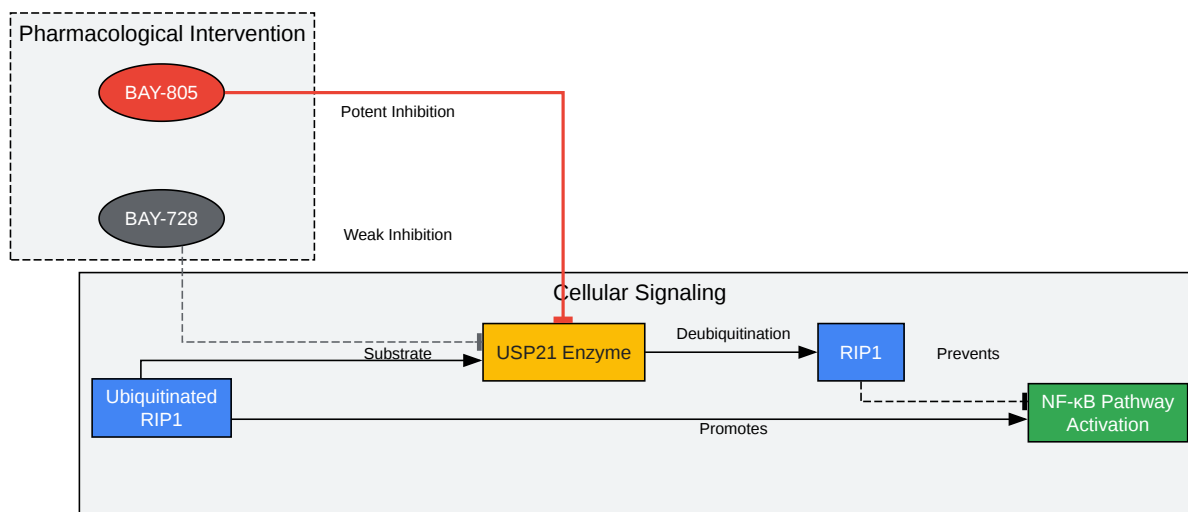 Pharmacological Intervention
BAY-805
Potent Inhibition
BAY-728
Weak Inhibition
Cellular Signaling
Deubiquitination
USP21 Enzyme
RIP1
Prevents
Substrate
Ubiquitinated
RIP1
NF-κB Pathway
Activation
Promotes